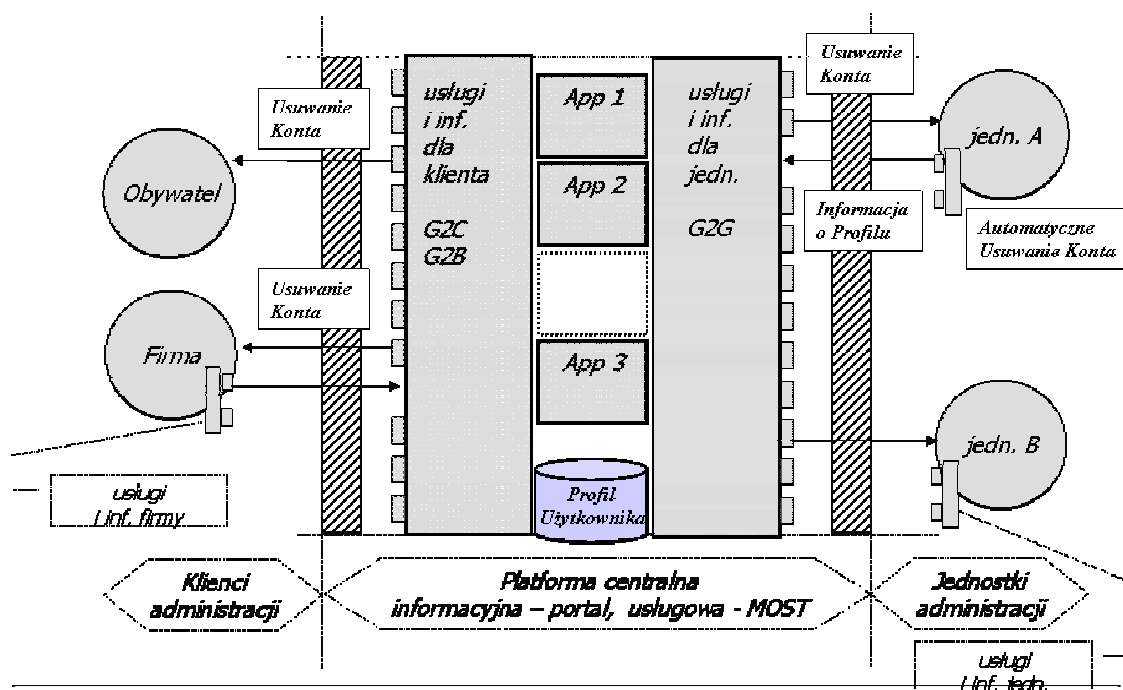 Usuwanie
Konta
usługi
i inf.
dla
klienta
G2C
G2B
App 1
App 2
App 3
Profil
Użytkownika
usługi
i inf.
dla
jedn.
G2G
Usuwanie
Konta
jedn. A
Obywatel
Informacja
o Profilu
Automatyczne
Usuwanie Konta
Usuwanie
Konta
Firma
jedn. B
usługi
i inf. firmy
Klienci
administracji
Platforma centralna
informacyjna – portal, usługowa - MOST
Jednostki
administracji
usługi
i inf. jedn.